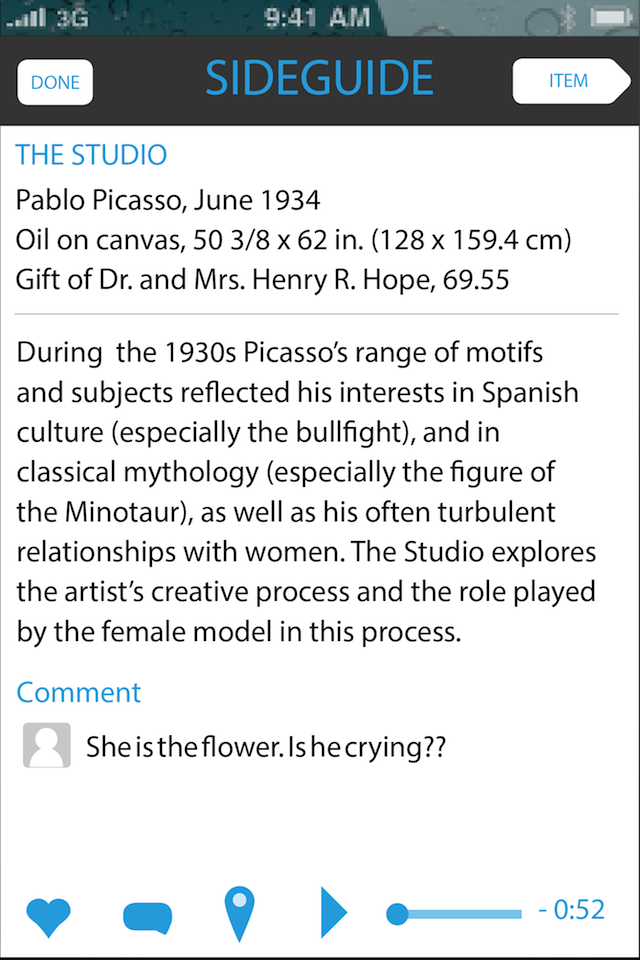 3G 9:41 AM
DONE SIDEGUIDE ITEM
THE STUDIO
Pablo Picasso, June 1934
Oil on canvas, 50 3/8 x 62 in. (128 x 159.4 cm)
Gift of Dr. and Mrs. Henry R. Hope, 69.55
During  the 1930s Picasso’s range of motifs
and subjects reflected his interests in Spanish
culture (especially the bullfight), and in
classical mythology (especially the figure of
the Minotaur), as well as his often turbulent
relationships with women. The Studio explores
the artist’s creative process and the role played
by the female model in this process.
Comment
She is the flower. Is he crying??
- 0:52